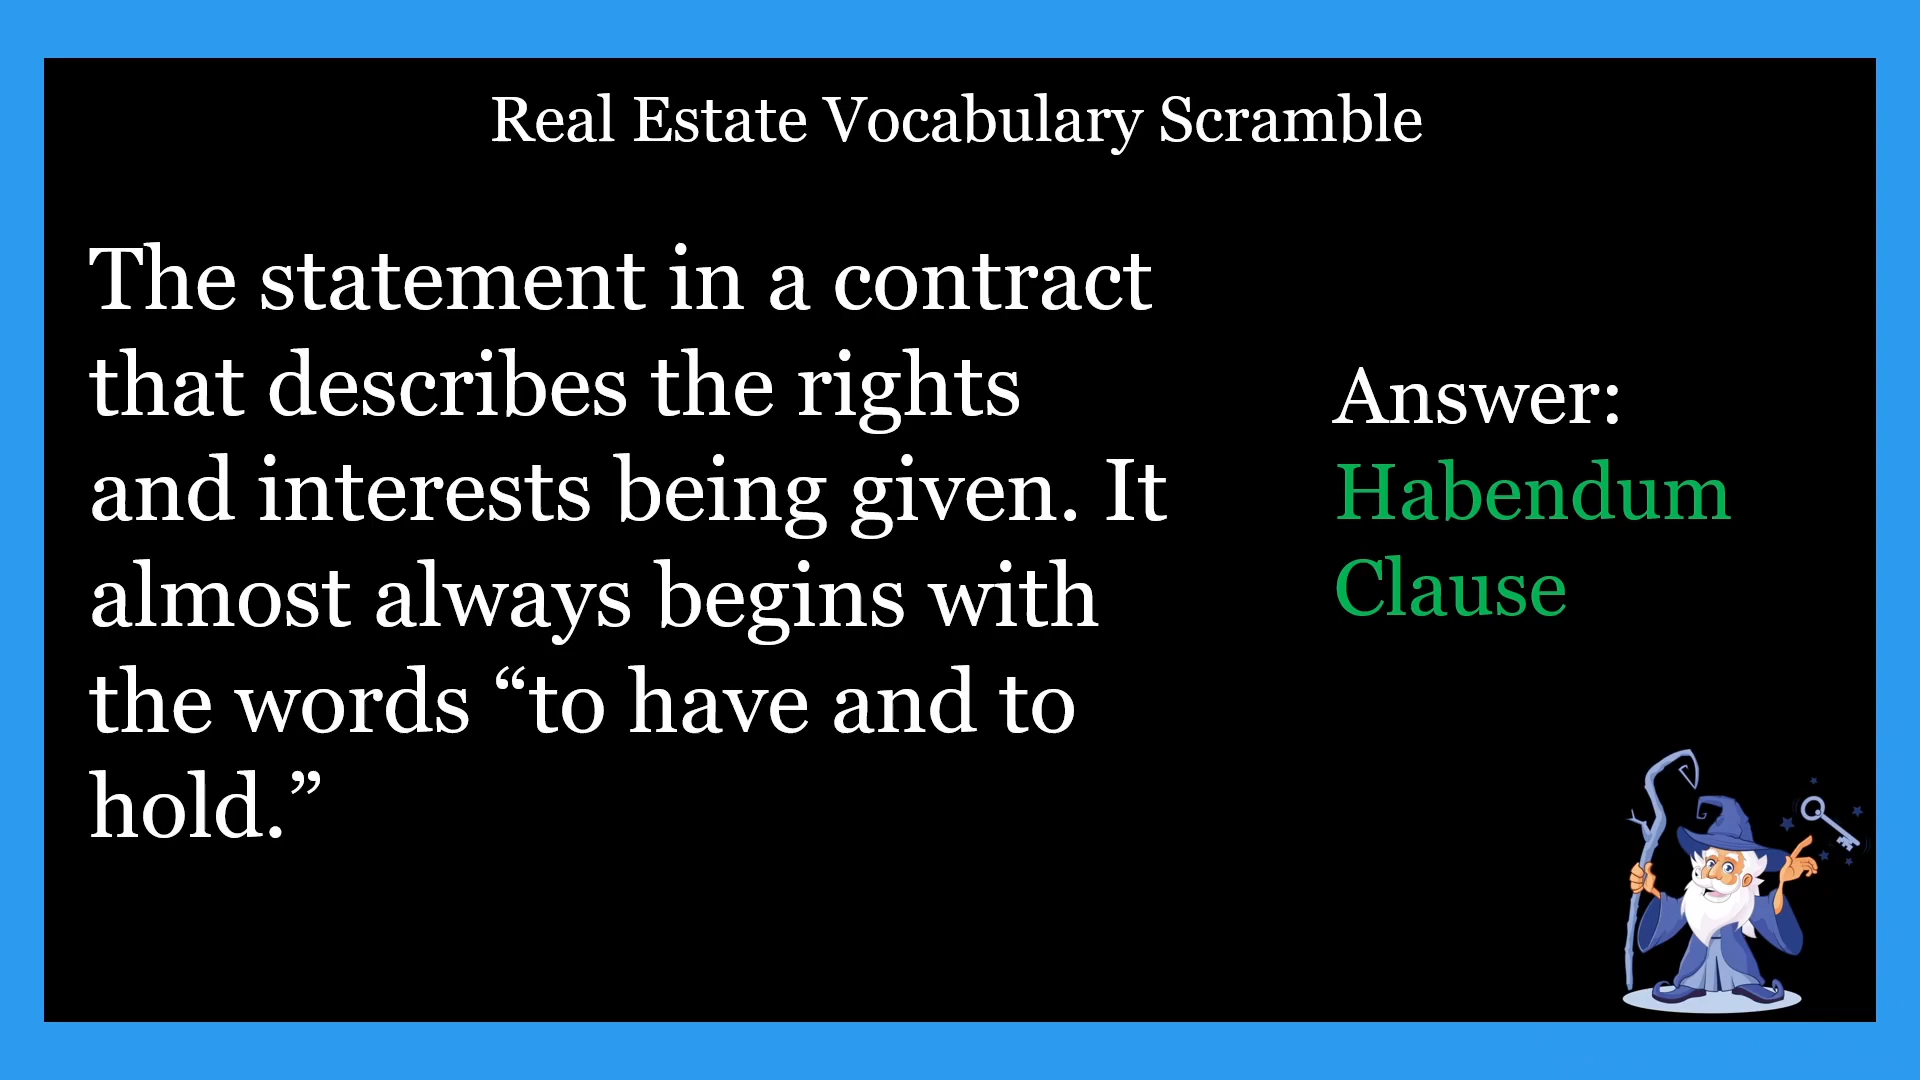 Real Estate Vocabulary Scramble
The statement in a contract
that describes the rights
and interests being given. It
almost always begins with
the words “to have and to
hold.”
Answer:
Habendum
Clause